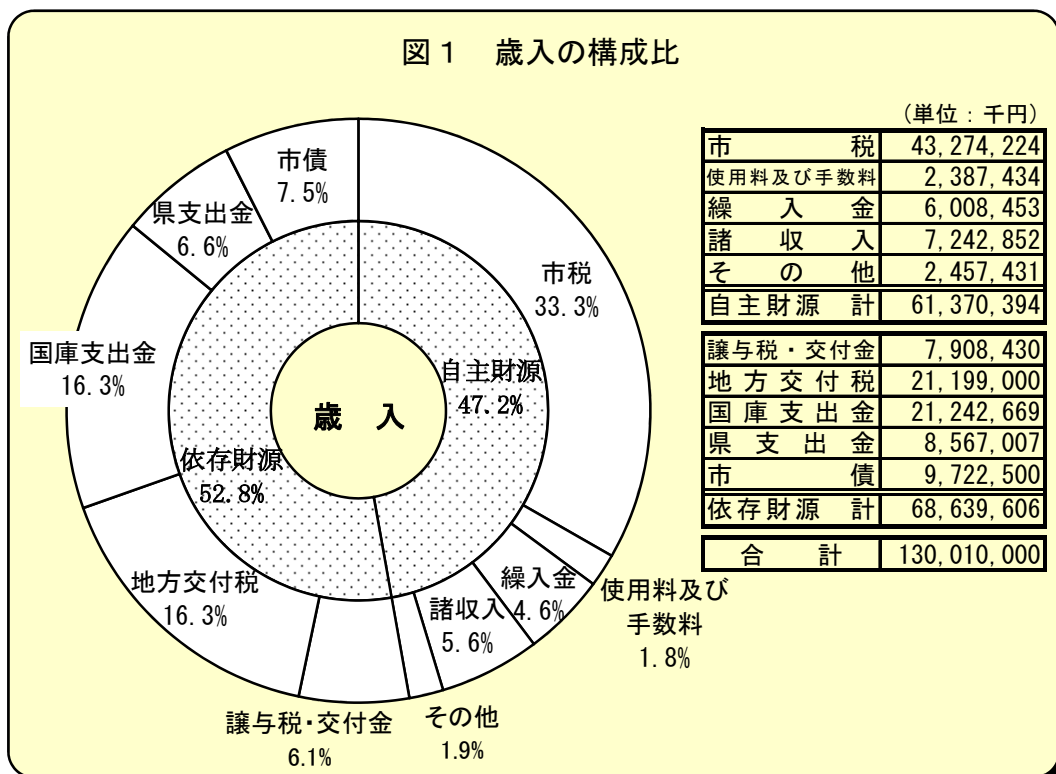 図1 歳入の構成比
市債
7.5%
県支出金
6.6%
国庫支出金
16.3%
地方交付税
16.3%
譲与税・交付金
6.1%
その他
1.9%
諸収入
5.6%
繰入金
4.6%
使用料及び
手数料
1.8%
市税
33.3%
自主財源
47.2%
依存財源
52.8%
歳 入
(単位:千円)
市税 43,274,224
使用料及び手数料 2,387,434
繰入金 6,008,453
諸収入 7,242,852
その他 2,457,431
自主財源 計 61,370,394
譲与税・交付金 7,908,430
地方交付税 21,199,000
国庫支出金 21,242,669
県支出金 8,567,007
市債 9,722,500
依存財源 計 68,639,606
合計 130,010,000